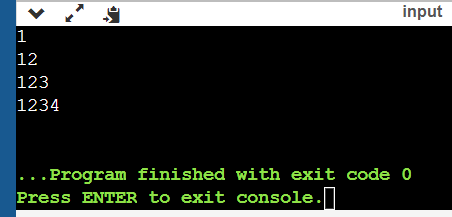 input
1
12
123
1234
...Program finished with exit code 0
Press ENTER to exit console.